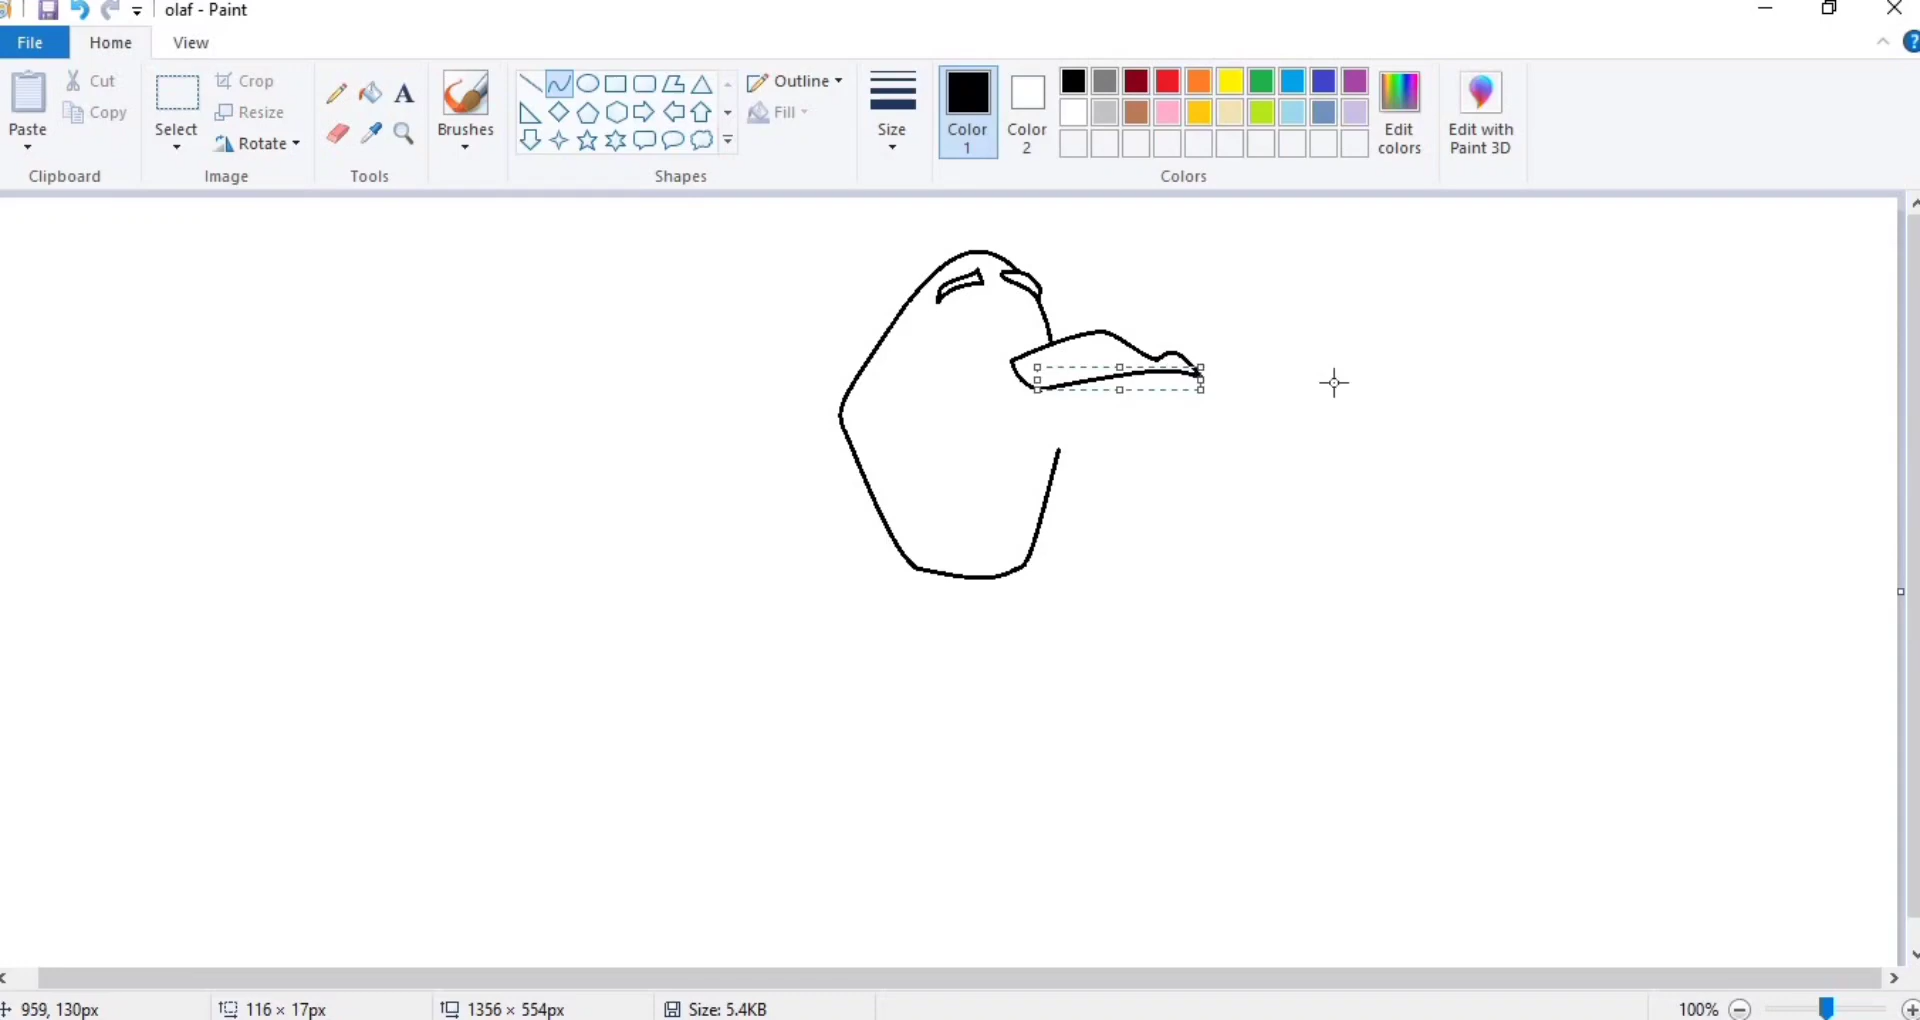 olaf - Paint
File Home View
Cut
Crop
Outline
Copy
Resize
Fill
Paste Select Rotate Brushes Size Color 1 Color 2 Edit colors Edit with Paint 3D
A
Clipboard Image Tools Shapes Colors
959, 130px 116 × 17px 1356 × 554px Size: 5.4KB 100%